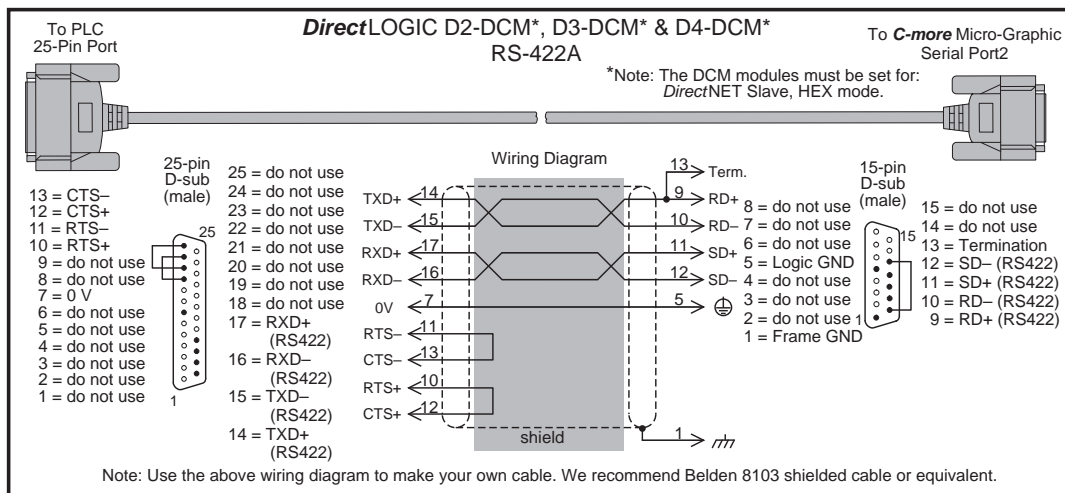 DirectLOGIC D2-DCM*, D3-DCM* & D4-DCM*
RS-422A
To PLC
25-Pin Port
To C-more Micro-Graphic
Serial Port2
*Note: The DCM modules must be set for:
DirectNET Slave, HEX mode.
Wiring Diagram
25-pin
D-sub
(male)
13 = CTS–
12 = CTS+
11 = RTS–
10 = RTS+
9 = do not use
8 = do not use
7 = 0 V
6 = do not use
5 = do not use
4 = do not use
3 = do not use
2 = do not use
1 = do not use
25
1
25 = do not use
24 = do not use
23 = do not use
22 = do not use
21 = do not use
20 = do not use
19 = do not use
18 = do not use
17 = RXD+
(RS422)
16 = RXD–
(RS422)
15 = TXD–
(RS422)
14 = TXD+
(RS422)
TXD+ 14
TXD– 15
RXD+ 17
RXD– 16
0V 7
RTS– 11
CTS– 13
RTS+ 10
CTS+ 12
shield
13 Term.
9 RD+
10 RD–
11 SD+
12 SD–
5
1
8 = do not use
7 = do not use
6 = do not use
5 = Logic GND
4 = do not use
3 = do not use
2 = do not use
1 = Frame GND
15-pin
D-sub
(male)
15
1
15 = do not use
14 = do not use
13 = Termination
12 = SD– (RS422)
11 = SD+ (RS422)
10 = RD– (RS422)
9 = RD+ (RS422)
Note: Use the above wiring diagram to make your own cable. We recommend Belden 8103 shielded cable or equivalent.